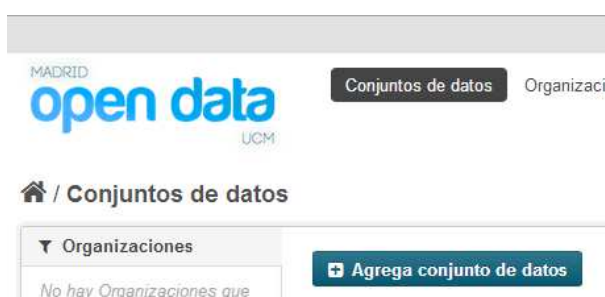 MADRID
open data
UCM
Conjuntos de datos
Organizaci
/ Conjuntos de datos
Organizaciones
No hay Organizaciones que
Agrega conjunto de datos